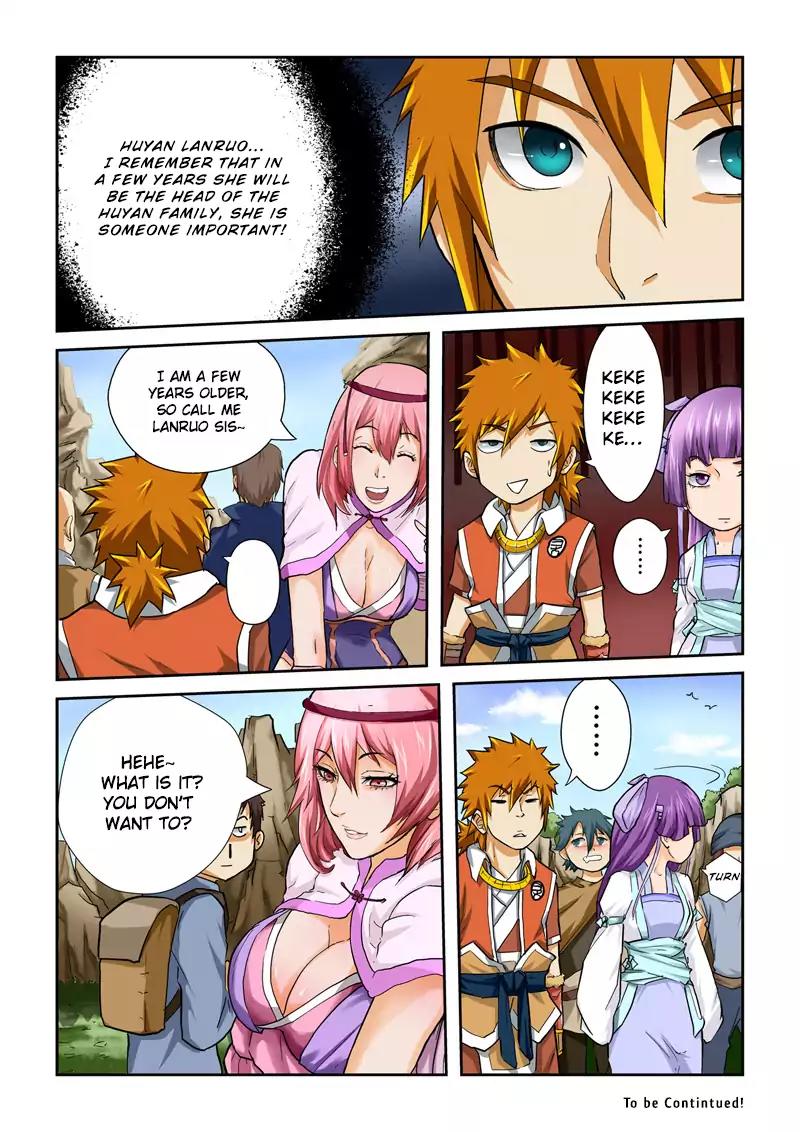 HUYAN LANRUO...
I REMEMBER THAT IN
A FEW YEARS SHE WILL
BE THE HEAD OF THE
HUYAN FAMILY, SHE IS
SOMEONE IMPORTANT!
I AM A FEW
YEARS OLDER,
SO CALL ME
LANRUO SIS~
KEKE
KEKE
KEKE
KE...
......
HEHE~
WHAT IS IT?
YOU DON'T
WANT TO?
......
TURN
To be Contintued!